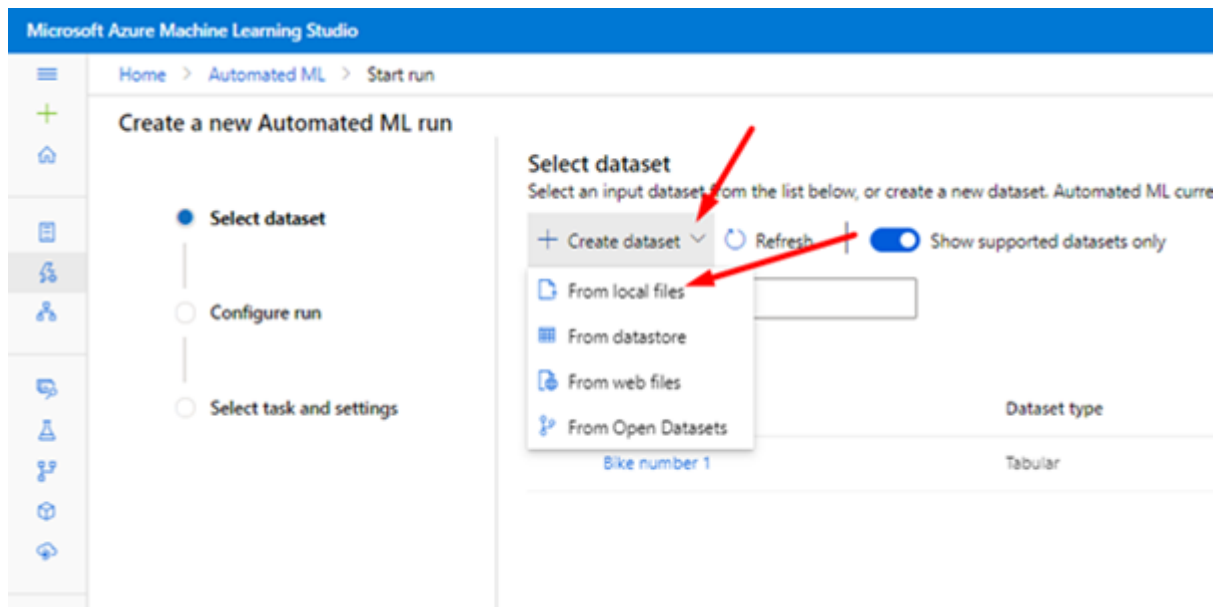 Microsoft Azure Machine Learning Studio
Home > Automated ML > Start run
Create a new Automated ML run
Select dataset
Configure run
Select task and settings
Select dataset
Select an input dataset from the list below, or create a new dataset. Automated ML curre
+ Create dataset Refresh Show supported datasets only
From local files
From datastore
From web files
From Open Datasets
Dataset type
Bike number 1 Tabular